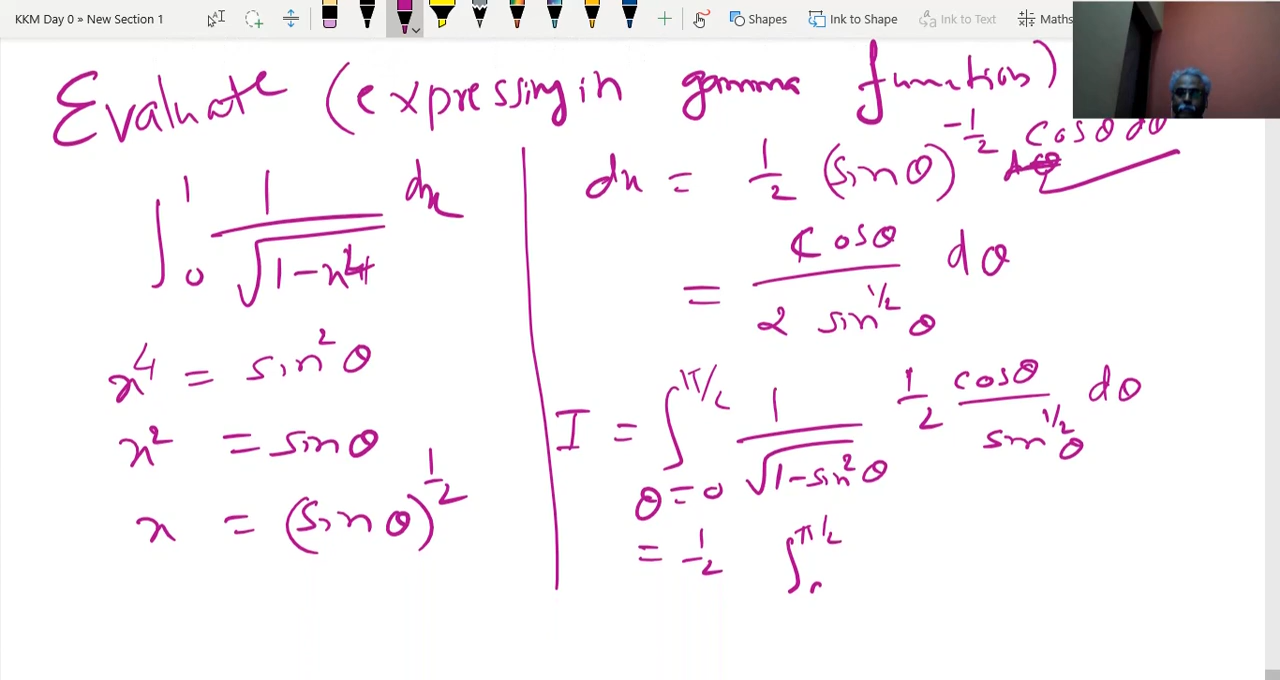 KKM Day 0 » New Section 1
Shapes
Ink to Shape
Ink to Text
Maths
Evaluate (expressing in gamma function)
∫₀¹ 1/√(1-x⁴) dx
x⁴ = sin²θ
x² = sinθ
x = (sinθ)^(1/2)
dx = 1/2 (sinθ)^(-1/2) cosθ dθ
= cosθ / (2 sin^(1/2) θ) dθ
I = ∫_(θ=0)^(π/2) 1/√(1-sin²θ) 1/2 cosθ/(sin^(1/2) θ) dθ
= 1/2 ∫^(π/2)